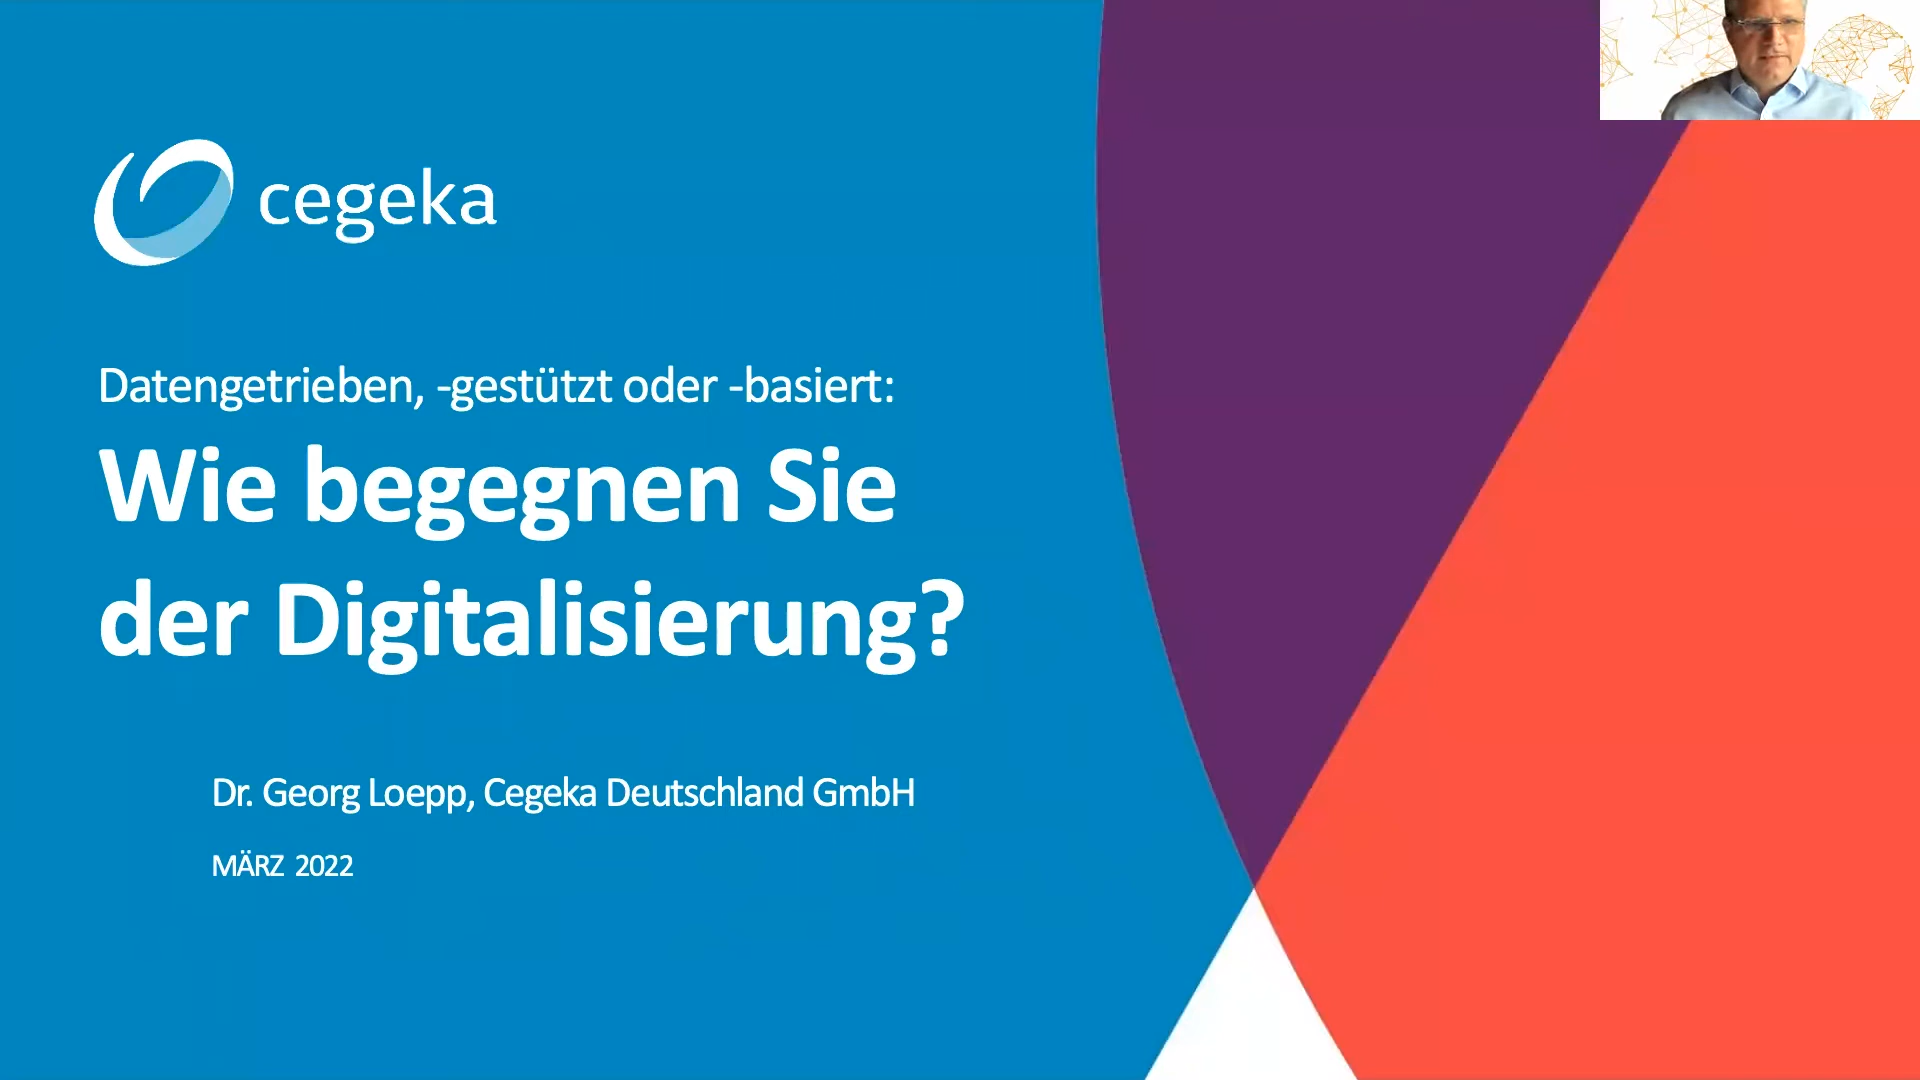 cegeka
Datengetrieben, -gestützt oder -basiert:
Wie begegnen Sie
der Digitalisierung?
Dr. Georg Loepp, Cegeka Deutschland GmbH
MÄRZ 2022